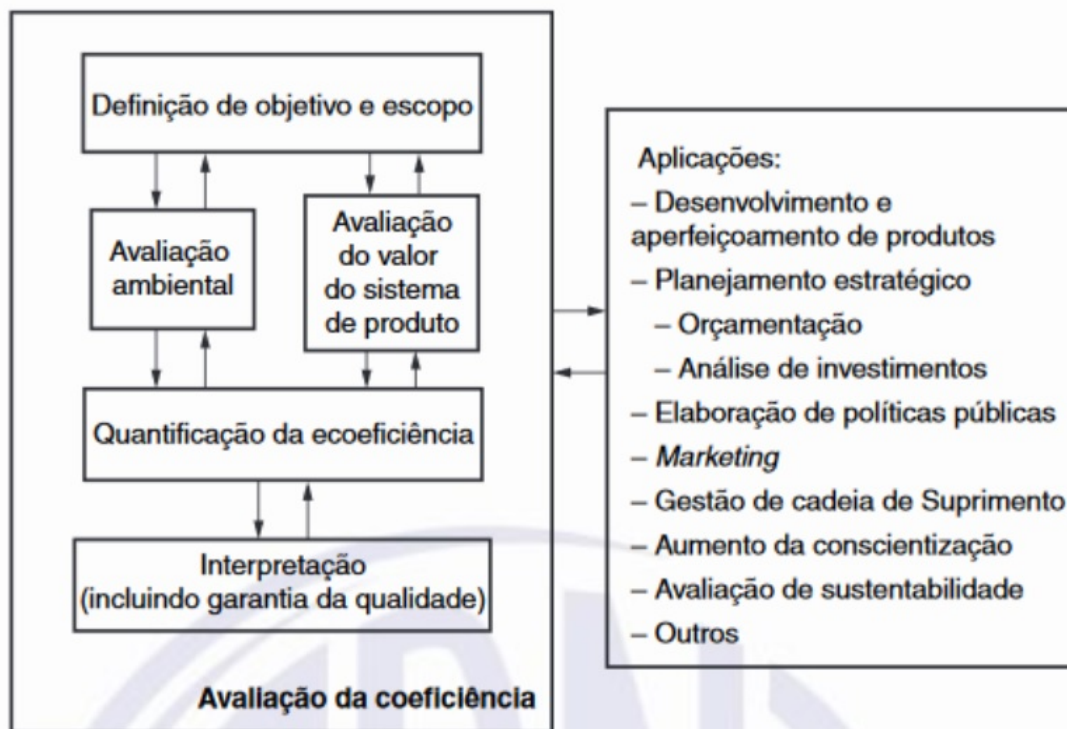 Definição de objetivo e escopo
Avaliação
ambiental
Avaliação
do valor
do sistema
de produto
Quantificação da ecoeficiência
Interpretação
(incluindo garantia da qualidade)
Avaliação da coeficiência
Aplicações:
– Desenvolvimento e
aperfeiçoamento de produtos
– Planejamento estratégico
– Orçamentação
– Análise de investimentos
– Elaboração de políticas públicas
– Marketing
– Gestão de cadeia de Suprimento
– Aumento da conscientização
– Avaliação de sustentabilidade
– Outros